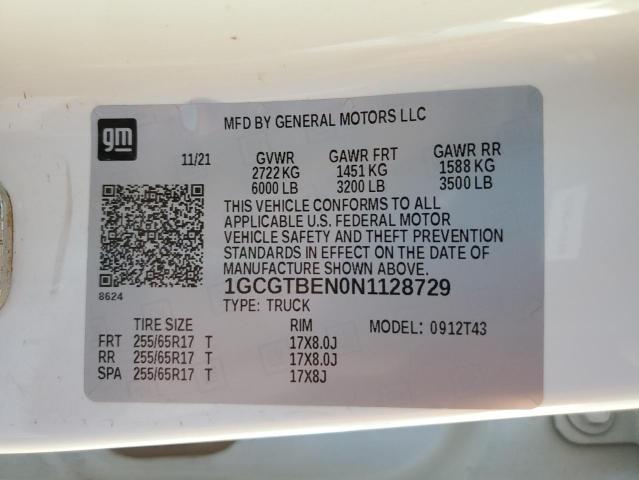 gm
MFD BY GENERAL MOTORS LLC
11/21 GVWR GAWR FRT GAWR RR
2722 KG 1451 KG 1588 KG
6000 LB 3200 LB 3500 LB
THIS VEHICLE CONFORMS TO ALL
APPLICABLE U.S. FEDERAL MOTOR
VEHICLE SAFETY AND THEFT PREVENTION
STANDARDS IN EFFECT ON THE DATE OF
MANUFACTURE SHOWN ABOVE.
8624
1GCGTBEN0N1128729
TYPE: TRUCK
TIRE SIZE RIM MODEL: 0912T43
FRT 255/65R17 T 17X8.0J
RR 255/65R17 T 17X8.0J
SPA 255/65R17 T 17X8J